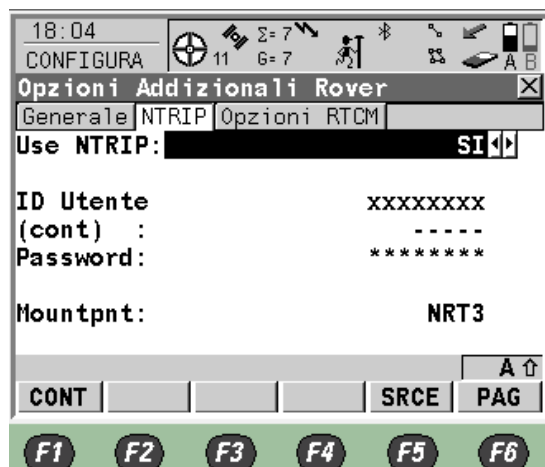 18:04
CONFIGURA
11
Σ= 7
G= 7
A B
Opzioni Addizionali Rover
Generale NTRIP Opzioni RTCM
Use NTRIP: SI
ID Utente xxxxxxxx
(cont) : -----
Password: ********
Mountpnt: NRT3
A
CONT SRCE PAG
F1 F2 F3 F4 F5 F6